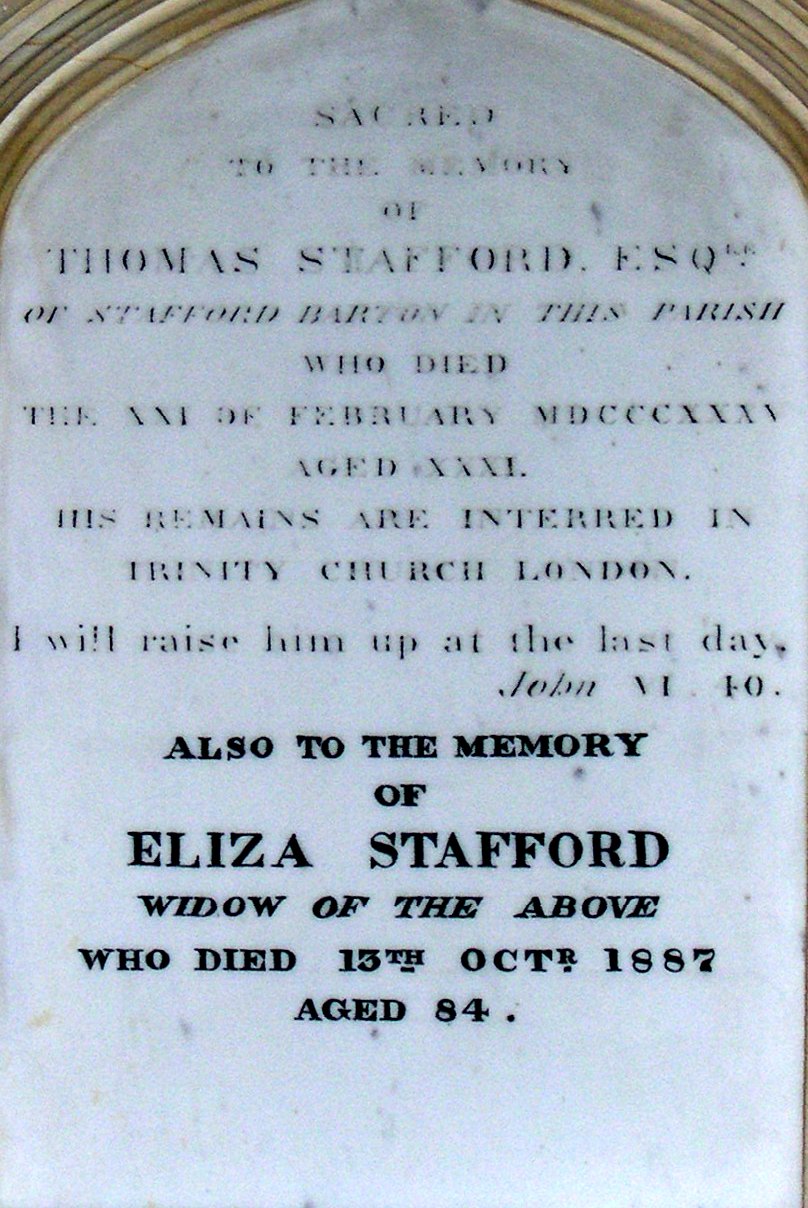 SACRED
TO THE MEMORY
OF
THOMAS STAFFORD, ESQRE
OF STAFFORD BARTON IN THIS PARISH
WHO DIED
THE XXI OF FEBRUARY MDCCCXXXV
AGED XXXI.
HIS REMAINS ARE INTERRED IN
TRINITY CHURCH LONDON.
I will raise him up at the last day,
John VI. 40.
ALSO TO THE MEMORY
OF
ELIZA STAFFORD
WIDOW OF THE ABOVE
WHO DIED 13TH OCTR 1887
AGED 84.